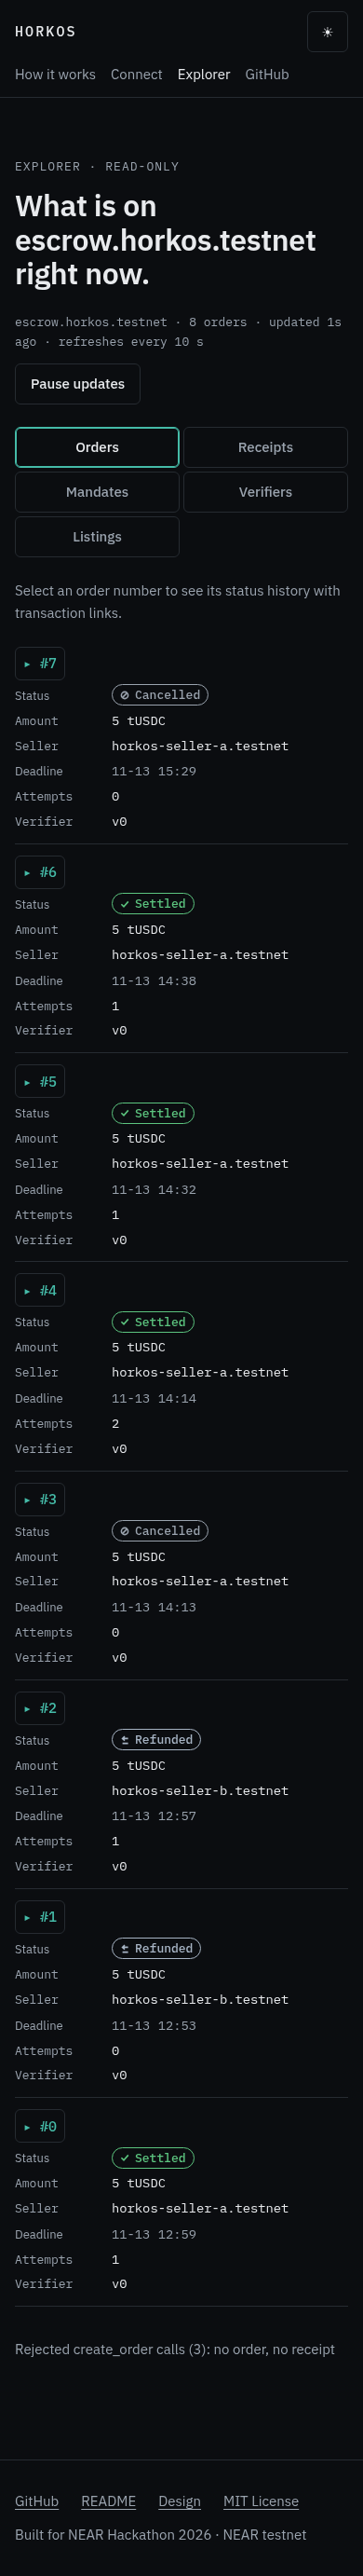 HORKOS
How it works Connect Explorer GitHub
EXPLORER · READ-ONLY
What is on
escrow.horkos.testnet
right now.
escrow.horkos.testnet · 8 orders · updated 1s
ago · refreshes every 10 s
Pause updates
Orders Receipts
Mandates Verifiers
Listings
Select an order number to see its status history with
transaction links.
▸ #7
Status Cancelled
Amount 5 tUSDC
Seller horkos-seller-a.testnet
Deadline 11-13 15:29
Attempts 0
Verifier v0
▸ #6
Status ✓ Settled
Amount 5 tUSDC
Seller horkos-seller-a.testnet
Deadline 11-13 14:38
Attempts 1
Verifier v0
▸ #5
Status ✓ Settled
Amount 5 tUSDC
Seller horkos-seller-a.testnet
Deadline 11-13 14:32
Attempts 1
Verifier v0
▸ #4
Status ✓ Settled
Amount 5 tUSDC
Seller horkos-seller-a.testnet
Deadline 11-13 14:14
Attempts 2
Verifier v0
▸ #3
Status Cancelled
Amount 5 tUSDC
Seller horkos-seller-a.testnet
Deadline 11-13 14:13
Attempts 0
Verifier v0
▸ #2
Status Refunded
Amount 5 tUSDC
Seller horkos-seller-b.testnet
Deadline 11-13 12:57
Attempts 1
Verifier v0
▸ #1
Status Refunded
Amount 5 tUSDC
Seller horkos-seller-b.testnet
Deadline 11-13 12:53
Attempts 0
Verifier v0
▸ #0
Status ✓ Settled
Amount 5 tUSDC
Seller horkos-seller-a.testnet
Deadline 11-13 12:59
Attempts 1
Verifier v0
Rejected create_order calls (3): no order, no receipt
GitHub README Design MIT License
Built for NEAR Hackathon 2026 · NEAR testnet